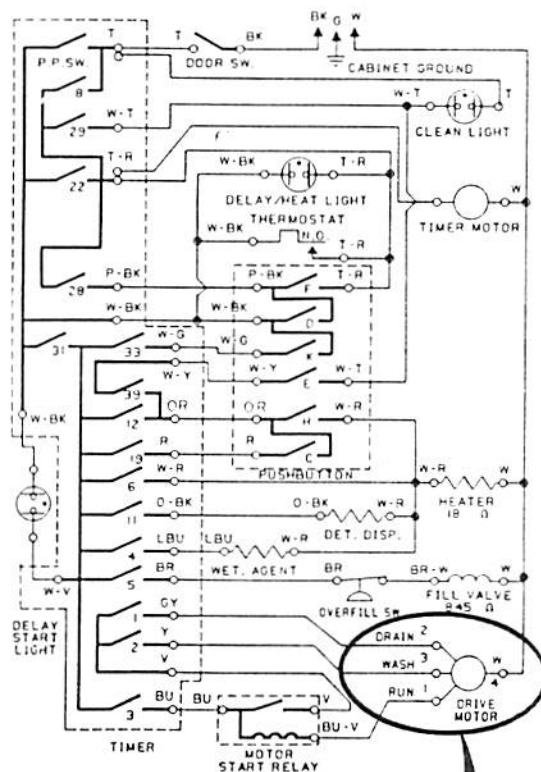 BK G W
T T BK
P.P.SW. DOOR SW.
CABINET GROUND
8
W-T W-T T
29 CLEAN LIGHT
T-R
W-BK T-R
22 W
DELAY/HEAT LIGHT
THERMOSTAT TIMER MOTOR
W-BK N.O.
T-R
P-BK P-BK T-R
28 F
W-BK W-BK
D
W-G W-G
31 33 K
W-Y W-Y W-T
E
39
W-BK OR OR W-R
12 H
R R
19 C
W-R PUSHBUTTON W-R W
6 HEATER
O-BK O-BK W-R 18 Ω
11 DET. DISP.
LBU LBU W-R
4 WET. AGENT
BR BR BR-W W
5
W-V OVERFILL SW. FILL VALVE
845 Ω
DELAY
START
LIGHT
GY
1 DRAIN 2
Y
2 WASH 3 W
V 4
RUN 1 DRIVE
MOTOR
BU BU V
3
BU-V
TIMER MOTOR
START RELAY